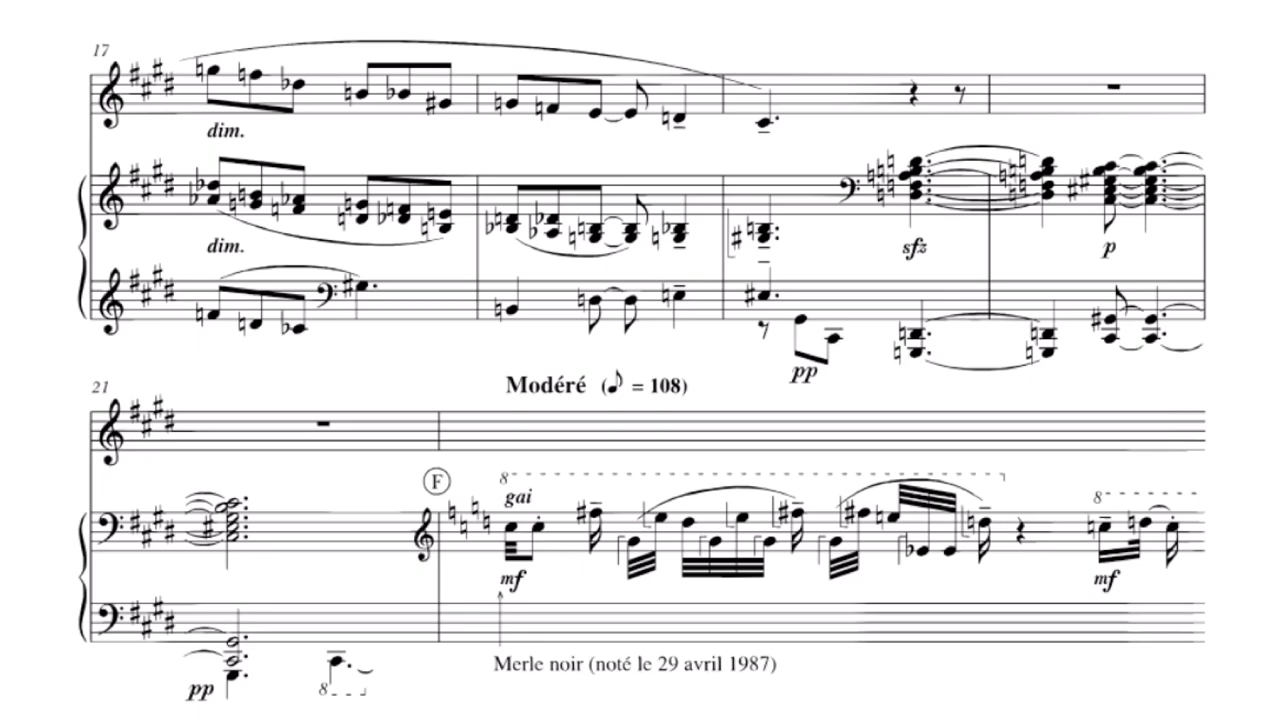 17
dim.
dim.
sfz
p
pp
21
Modéré (♪ = 108)
F
8
gai
8
mf
mf
Merle noir (noté le 29 avril 1987)
pp
8